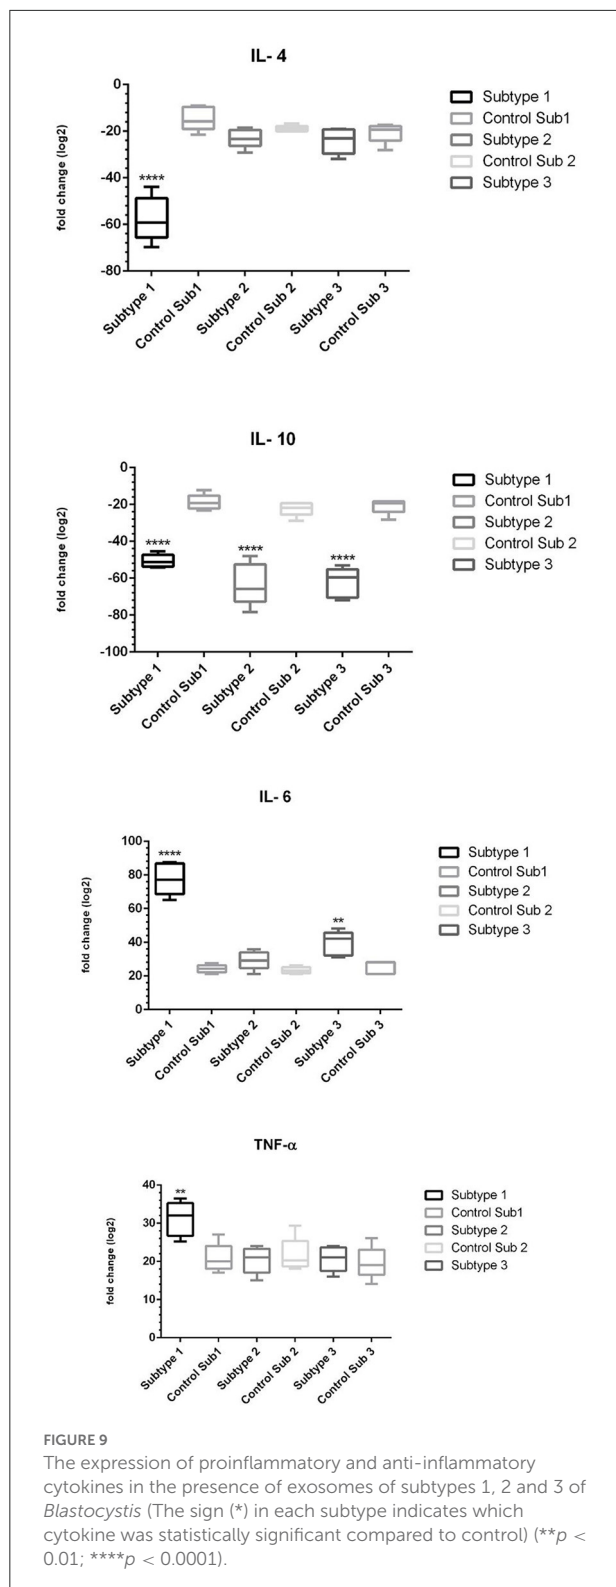 IL- 4
fold change (log2)
0
-20
-40
-60
-80
****
Subtype 1
Control Sub1
Subtype 2
Control Sub 2
Subtype 3
Control Sub 3
Subtype 1
Control Sub1
Subtype 2
Control Sub 2
Subtype 3
IL- 10
fold change (log2)
0
-20
-40
-60
-80
-100
****
****
****
Subtype 1
Control Sub1
Subtype 2
Control Sub 2
Subtype 3
Control Sub 3
Subtype 1
Control Sub1
Subtype 2
Control Sub 2
Subtype 3
IL- 6
fold change (log2)
100
80
60
40
20
0
****
**
Subtype 1
Control Sub1
Subtype 2
Control Sub 2
Subtype 3
Control Sub 3
Subtype 1
Control Sub1
Subtype 2
Control Sub 2
Subtype 3
TNF-α
fold change (log2)
40
30
20
10
0
**
Subtype 1
Control Sub1
Subtype 2
Control Sub 2
Subtype 3
Control Sub 3
Subtype 1
Control Sub1
Subtype 2
Control Sub 2
Subtype 3
FIGURE 9
The expression of proinflammatory and anti-inflammatory
cytokines in the presence of exosomes of subtypes 1, 2 and 3 of
Blastocystis (The sign (*) in each subtype indicates which
cytokine was statistically significant compared to control) (**p <
0.01; ****p < 0.0001).